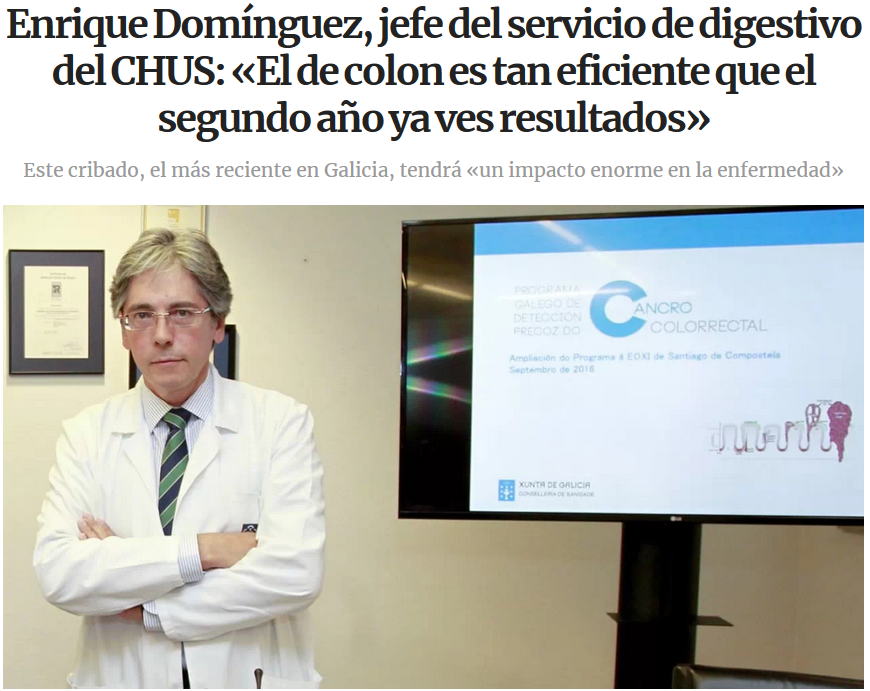 Enrique Domínguez, jefe del servicio de digestivo
del CHUS: «El de colon es tan eficiente que el
segundo año ya ves resultados»
Este cribado, el más reciente en Galicia, tendrá «un impacto enorme en la enfermedad»
PROGRAMA
GALEGO DE
DETECCIÓN
PRECOZ DO
CANCRO
COLORRECTAL
Ampliación do Programa á EOXI de Santiago de Compostela
Septembro de 2016
XUNTA DE GALICIA
CONSELLERÍA DE SANIDADE
LG